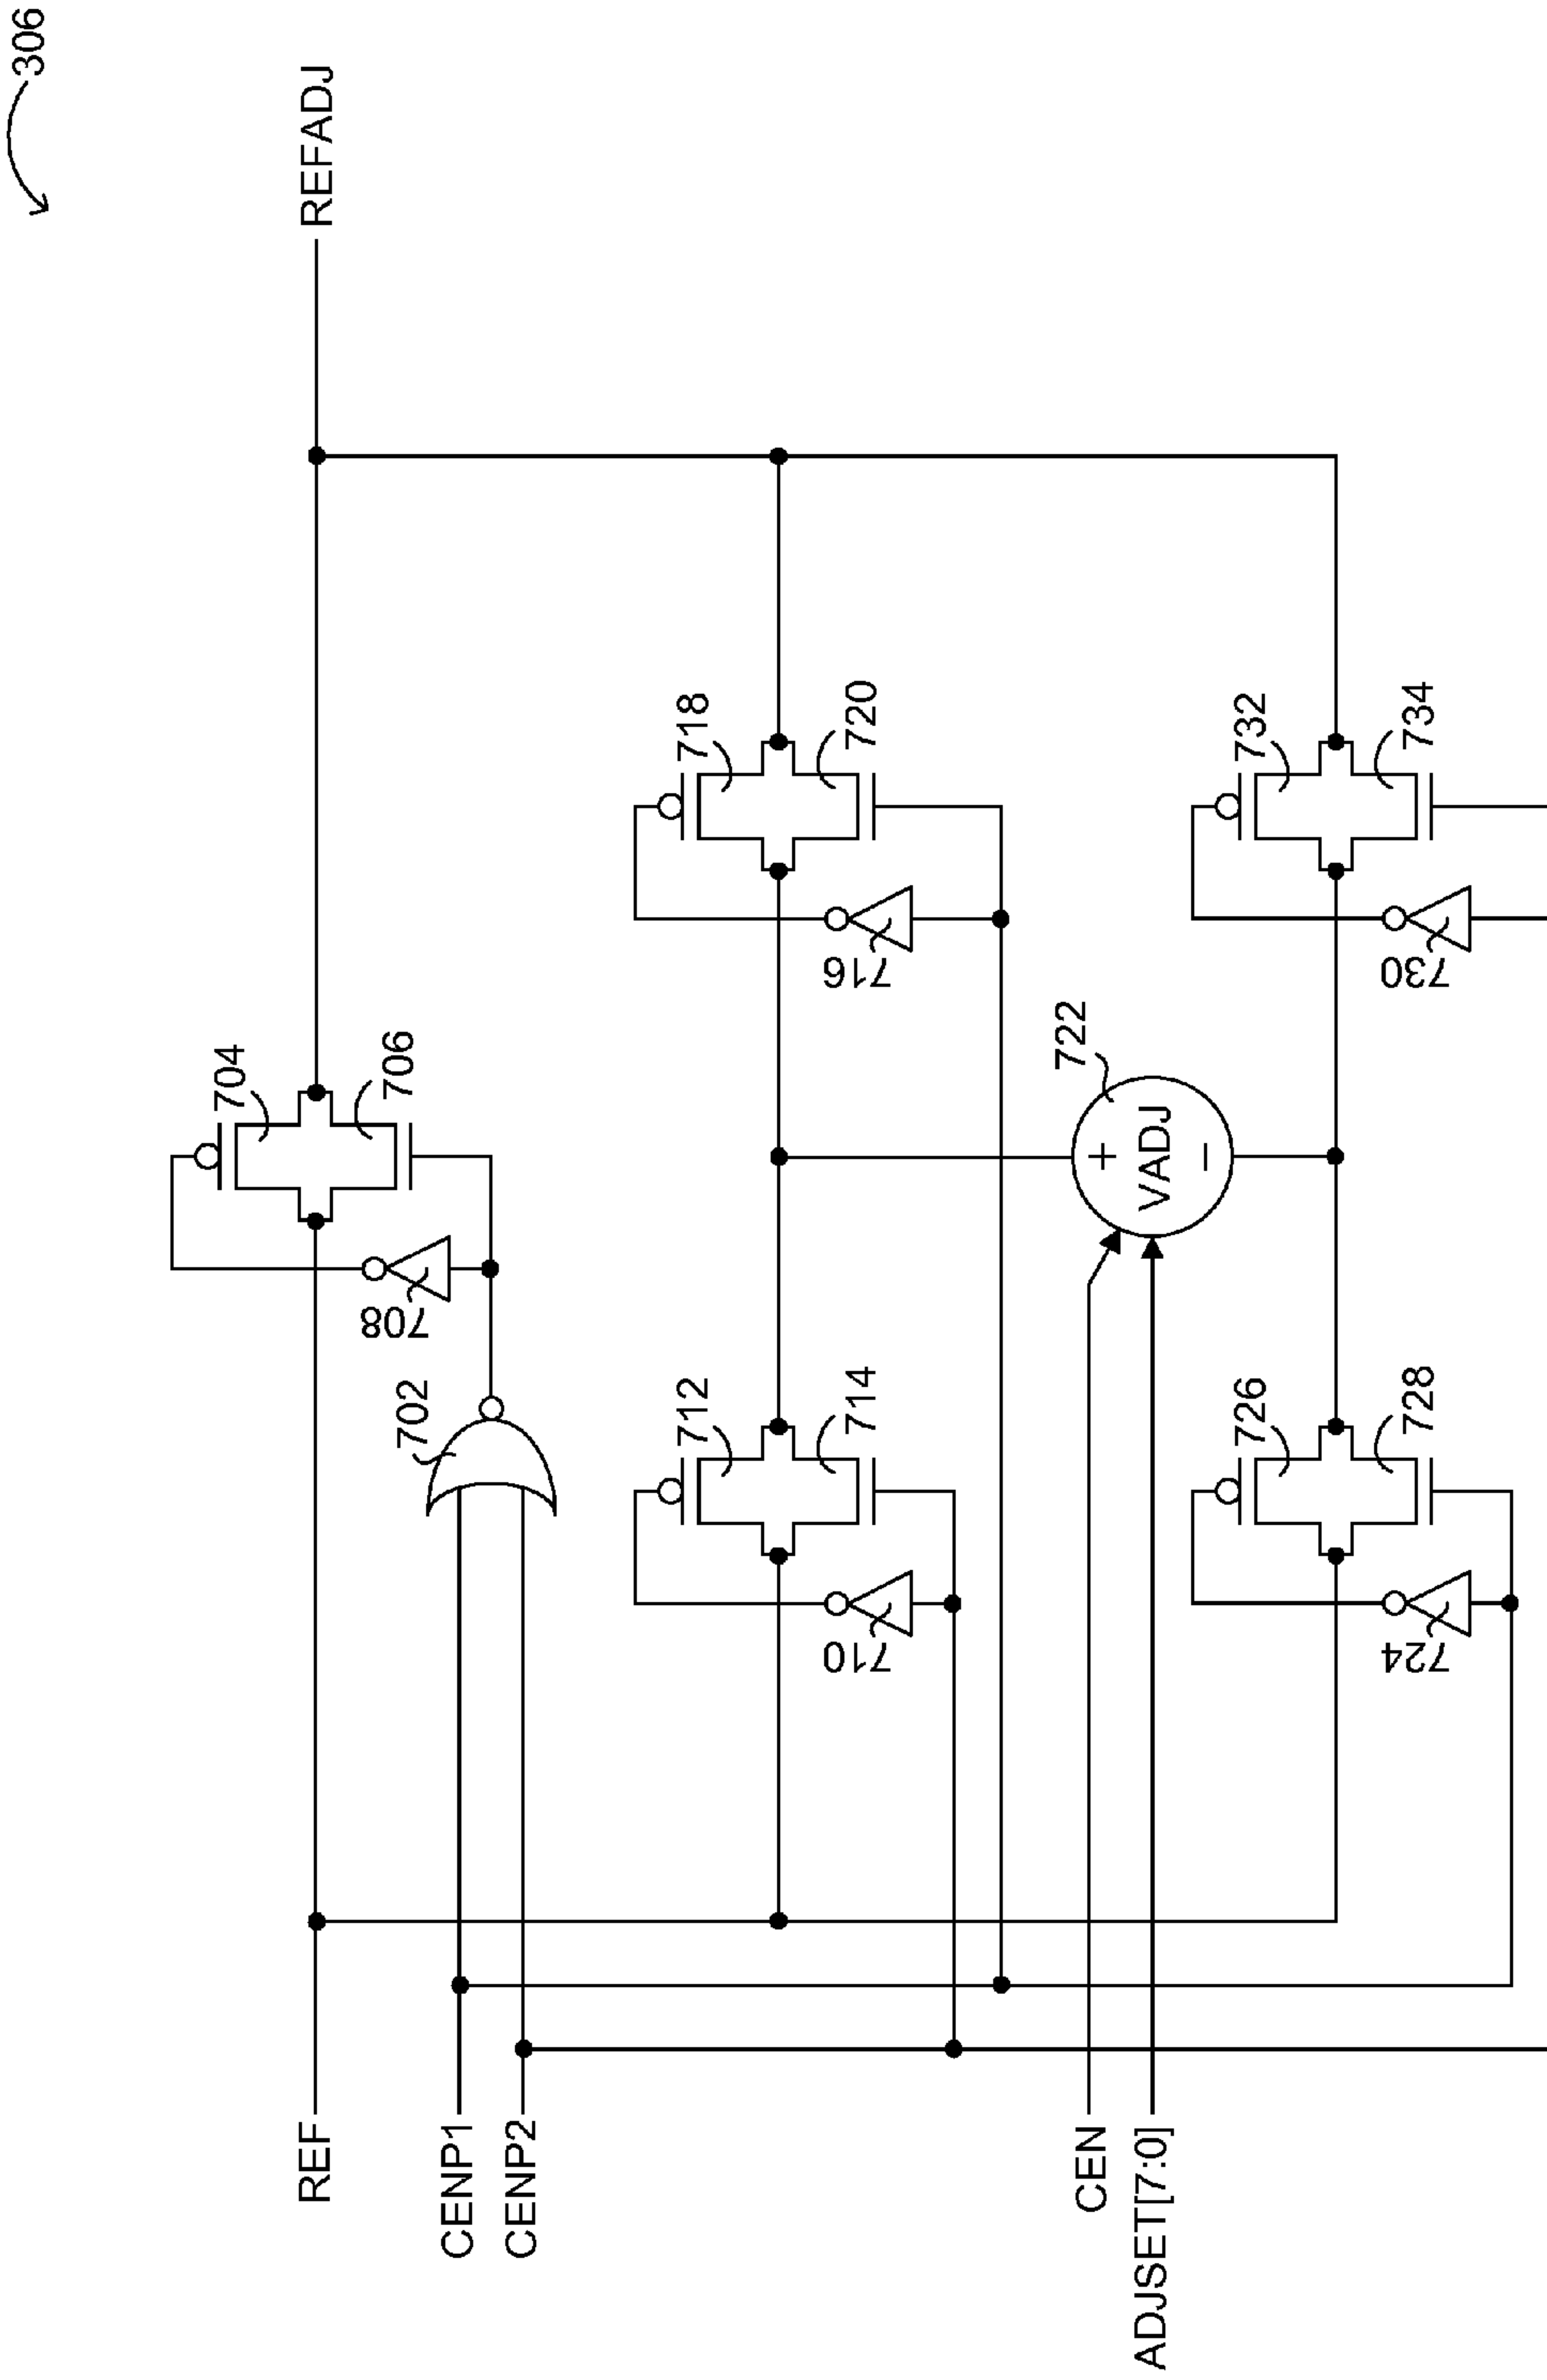 306
REF
REFADJ
CENP1
CENP2
702
704
706
708
710
712
714
716
718
720
CEN
ADJSET[7:0]
722
+
VADJ
−
724
726
728
730
732
734